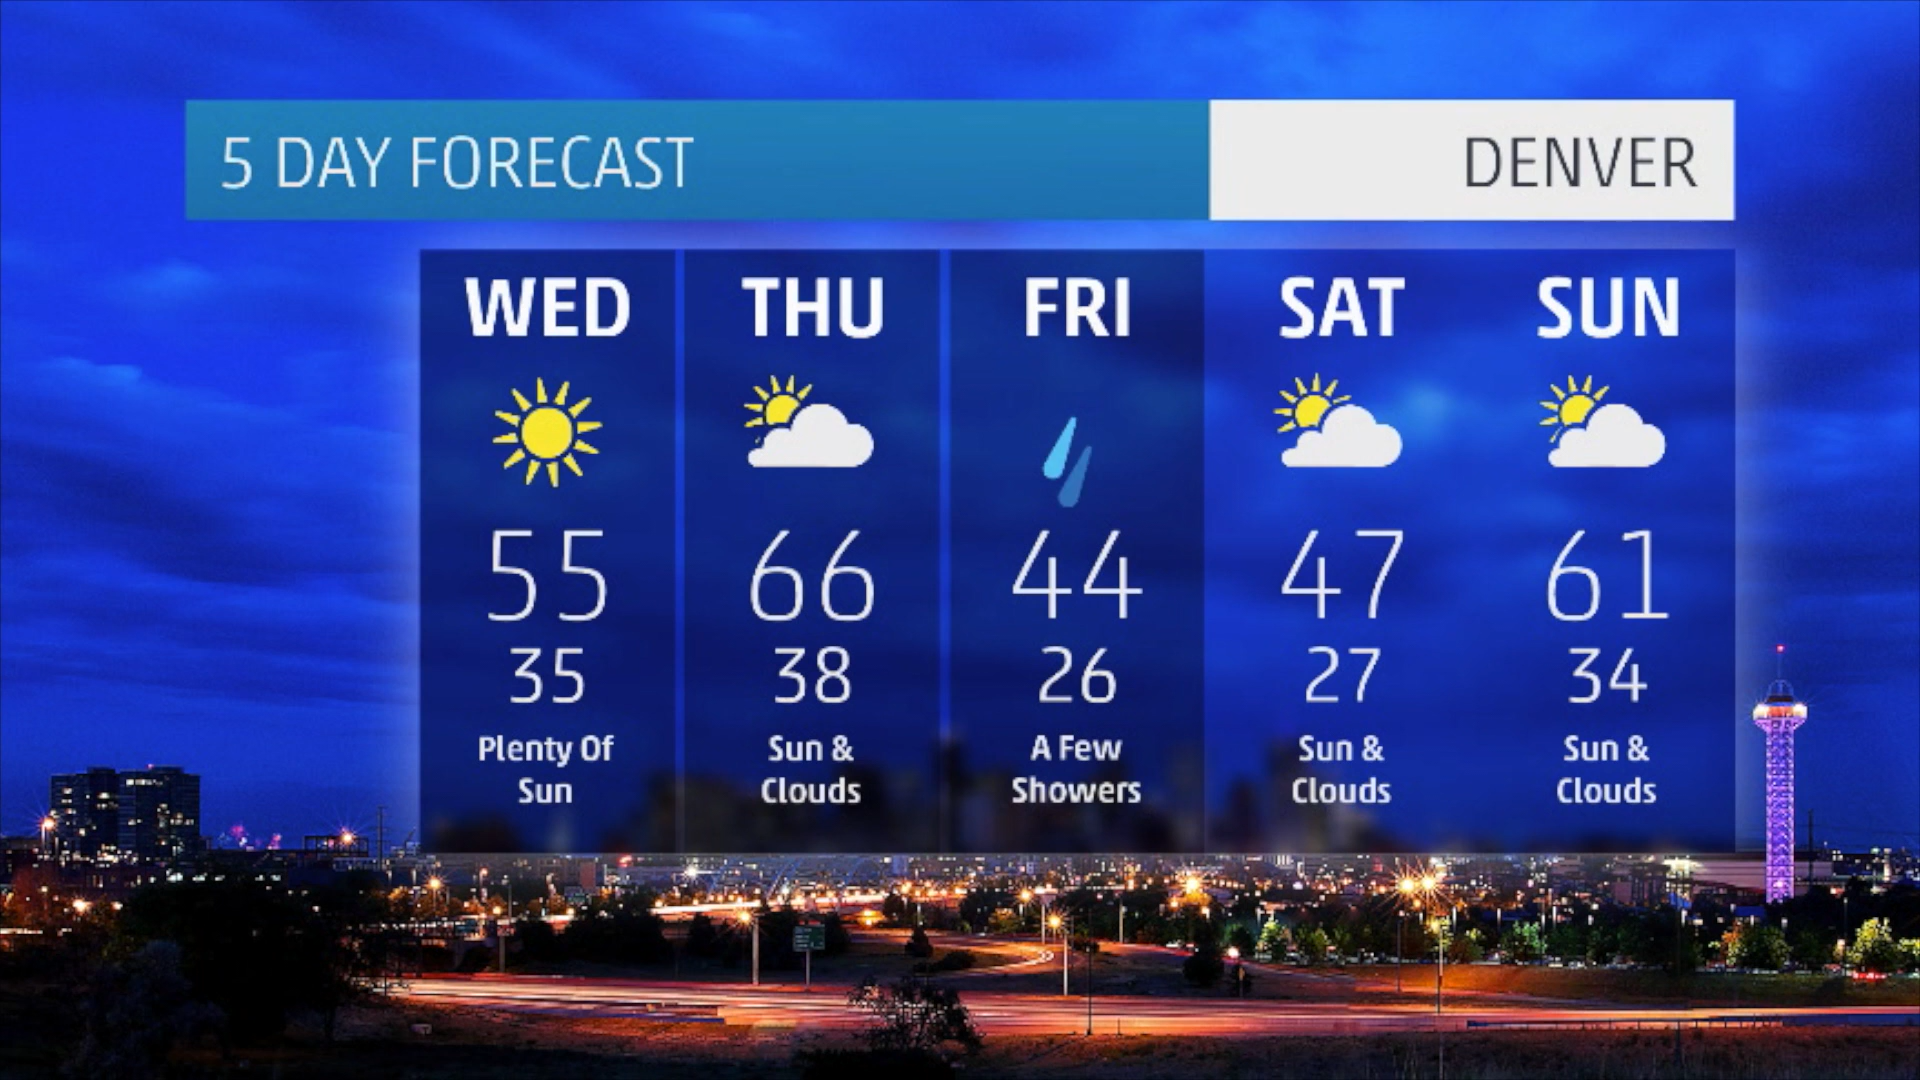 5 DAY FORECAST
DENVER
WED
THU
FRI
SAT
SUN
55
66
44
47
61
35
38
26
27
34
Plenty Of
Sun
Sun &
Clouds
A Few
Showers
Sun &
Clouds
Sun &
Clouds